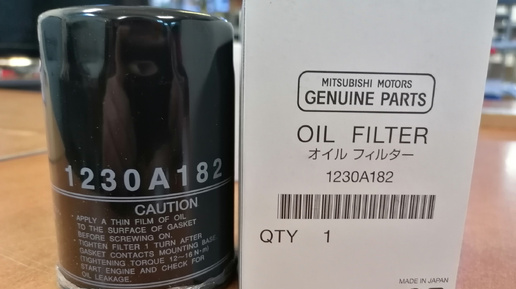 1230A182
CAUTION
• APPLY A THIN FILM OF OIL
TO THE SURFACE OF GASKET
BEFORE SCREWING ON.
• TIGHTEN FILTER 1 TURN AFTER
GASKET CONTACTS MOUNTING BASE
(TIGHTENING TORQUE 12~16 N·m)
• START ENGINE AND CHECK FOR
OIL LEAKAGE.
MITSUBISHI MOTORS
GENUINE PARTS
OIL FILTER
オイル フィルター
1230A182
QTY 1
MADE IN JAPAN